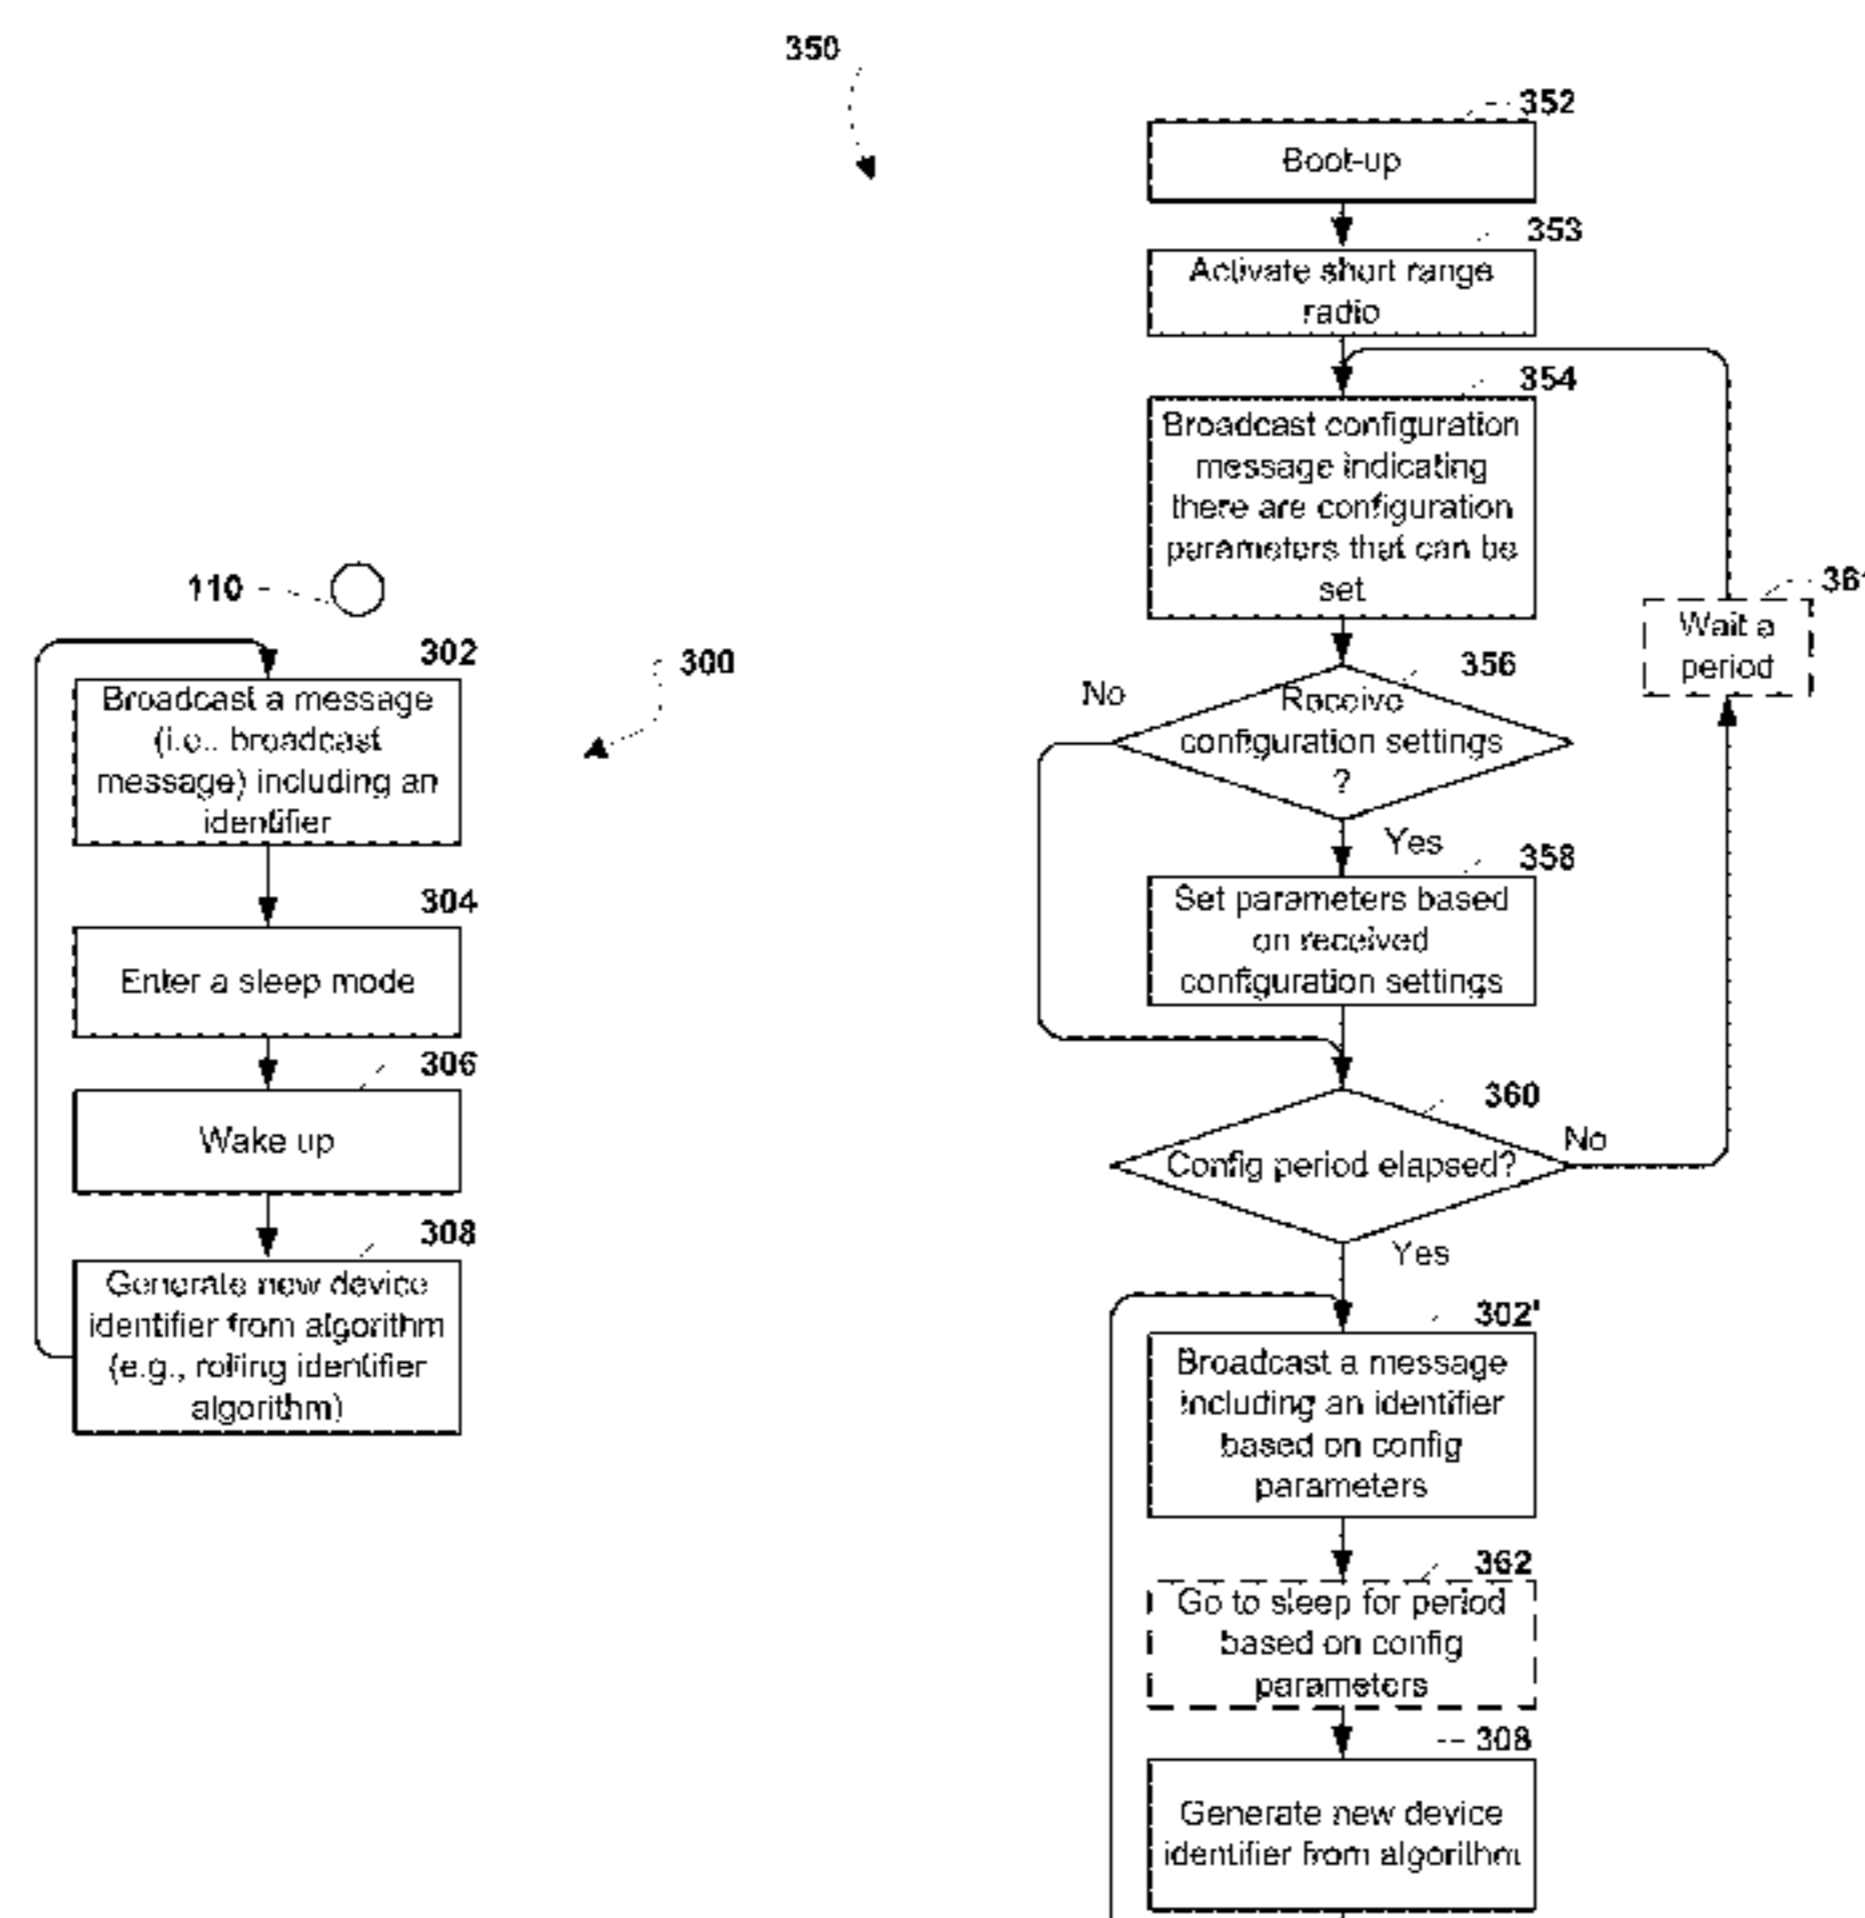 350
352
Boot-up
353
Activate short range
radio
354
Broadcast configuration
message indicating
there are configuration
parameters that can be
set
361
Wait a
period
356
No
Receive
configuration settings
?
Yes
358
Set parameters based
on received
configuration settings
360
No
Config period elapsed?
Yes
302'
Broadcast a message
including an identifier
based on config
parameters
362
Go to sleep for period
based on config
parameters
308
Generate new device
identifier from algorithm
110
300
302
Broadcast a message
(i.e., broadcast
message) including an
identifier
304
Enter a sleep mode
306
Wake up
308
Generate new device
identifier from algorithm
(e.g., rolling identifier
algorithm)